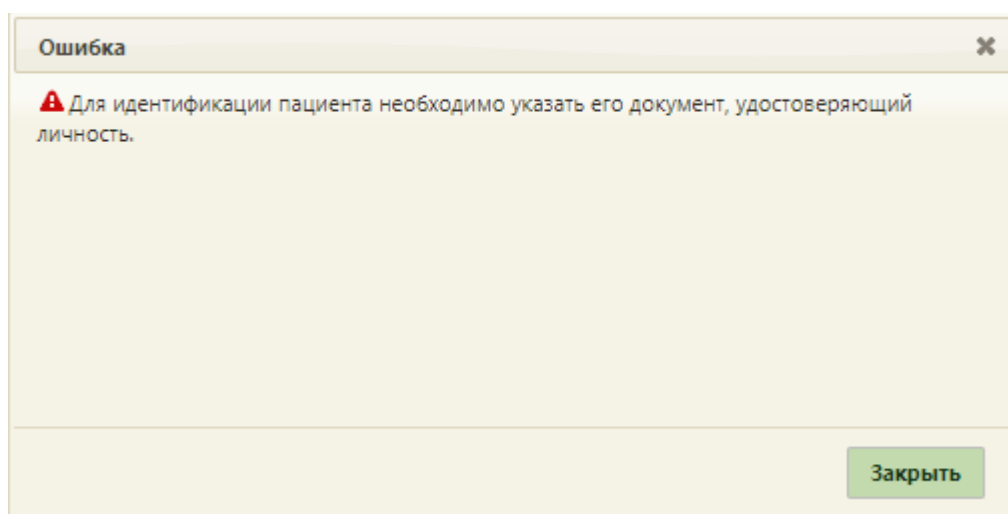 Ошибка
Для идентификации пациента необходимо указать его документ, удостоверяющий
личность.
Закрыть